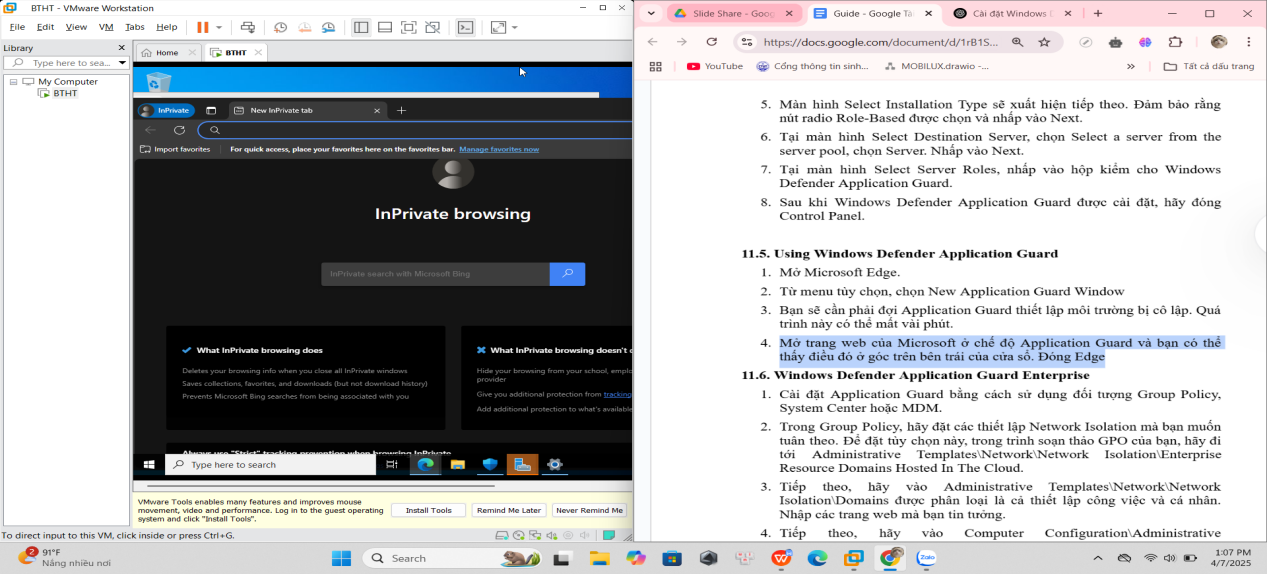 BTHT - VMware Workstation
File Edit View VM Tabs Help
Library
Type here to sea...
My Computer
BTHT
Home
BTHT
InPrivate
New InPrivate tab
Import favorites
For quick access, place your favorites here on the favorites bar. Manage favorites now
InPrivate browsing
InPrivate search with Microsoft Bing
What InPrivate browsing does
Deletes your browsing info when you close all InPrivate windows
Saves collections, favorites, and downloads (but not download history)
Prevents Microsoft Bing searches from being associated with you
What InPrivate browsing doesn't
Hide your browsing from your school, emplo
provider
Give you additional protection from tracking
Add additional protection to what's available
Always use "Strict" tracking prevention when browsing InPrivate
Type here to search
VMware Tools enables many features and improves mouse
movement, video and performance. Log in to the guest operating
system and click "Install Tools".
Install Tools
Remind Me Later
Never Remind Me
To direct input to this VM, click inside or press Ctrl+G.
Slide Share - Goog
Guide - Google Tà
Cài đặt Windows D
https://docs.google.com/document/d/1rB1S...
YouTube
Cổng thông tin sinh...
MOBILUX.drawio -...
Tất cả dấu trang
5. Màn hình Select Installation Type sẽ xuất hiện tiếp theo. Đảm bảo rằng
nút radio Role-Based được chọn và nhấp vào Next.
6. Tại màn hình Select Destination Server, chọn Select a server from the
server pool, chọn Server. Nhấp vào Next.
7. Tại màn hình Select Server Roles, nhấp vào hộp kiểm cho Windows
Defender Application Guard.
8. Sau khi Windows Defender Application Guard được cài đặt, hãy đóng
Control Panel.
11.5. Using Windows Defender Application Guard
1. Mở Microsoft Edge.
2. Từ menu tùy chọn, chọn New Application Guard Window
3. Bạn sẽ cần phải đợi Application Guard thiết lập môi trường bị cô lập. Quá
trình này có thể mất vài phút.
4. Mở trang web của Microsoft ở chế độ Application Guard và bạn có thể
thấy điều đó ở góc trên bên trái của cửa sổ. Đóng Edge
11.6. Windows Defender Application Guard Enterprise
1. Cài đặt Application Guard bằng cách sử dụng đối tượng Group Policy,
System Center hoặc MDM.
2. Trong Group Policy, hãy đặt các thiết lập Network Isolation mà bạn muốn
tuân theo. Để đặt tùy chọn này, trong trình soạn thảo GPO của bạn, hãy đi
tới Administrative Templates\Network\Network Isolation\Enterprise
Resource Domains Hosted In The Cloud.
3. Tiếp theo, hãy vào Administrative Templates\Network\Network
Isolation\Domains được phân loại là cả thiết lập công việc và cá nhân.
Nhập các trang web mà bạn tin tưởng.
4. Tiếp theo, hãy vào Computer Configuration\Administrative
2
91°F
Nắng nhiều nơi
Search
Zalo
1:07 PM
4/7/2025